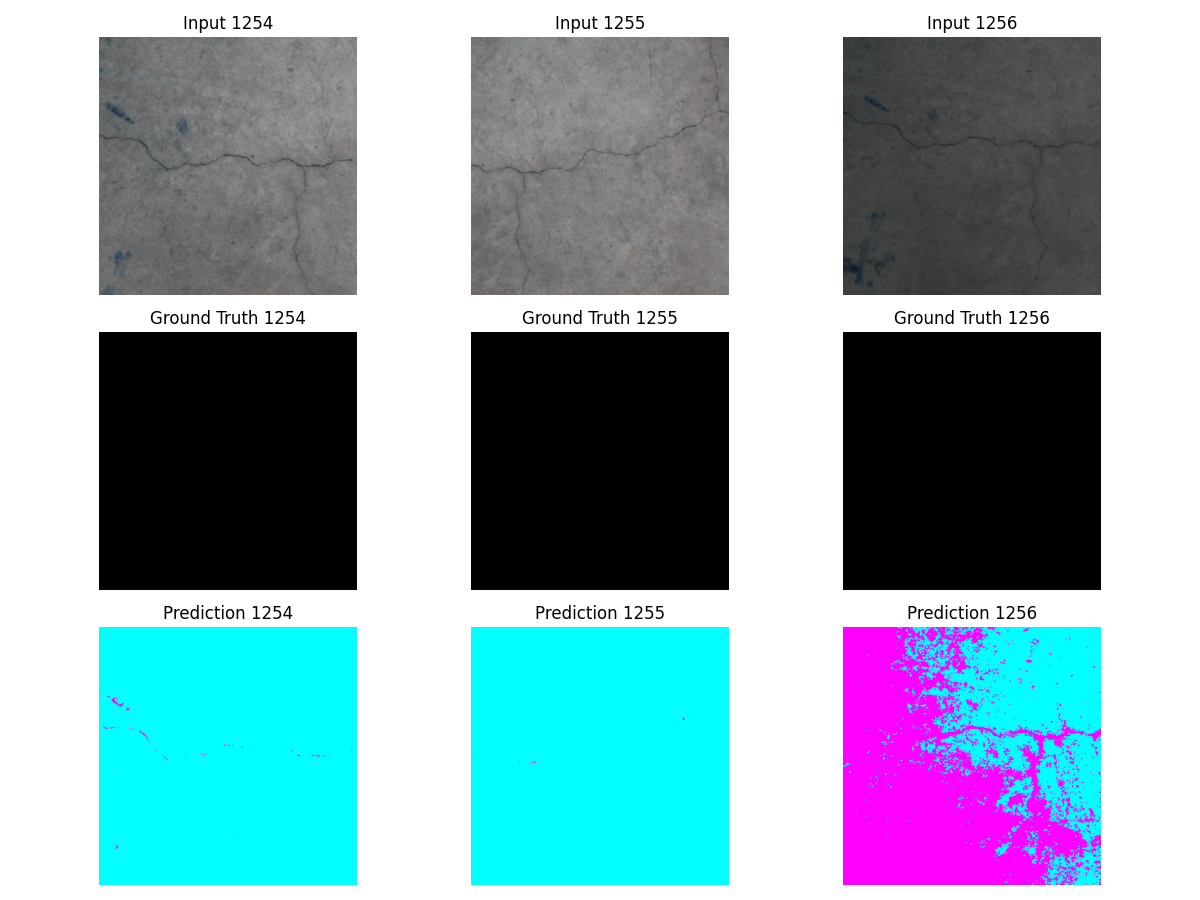 Input 1254
Input 1255
Input 1256
Ground Truth 1254
Ground Truth 1255
Ground Truth 1256
Prediction 1254
Prediction 1255
Prediction 1256